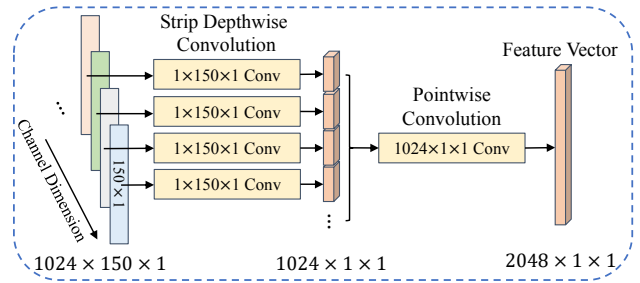 Strip Depthwise
Convolution
Feature Vector
1×150×1 Conv
1×150×1 Conv
1×150×1 Conv
1×150×1 Conv
Pointwise
Convolution
1024×1×1 Conv
...
Channel Dimension
150×1
...
1024 × 150 × 1
1024 × 1 × 1
2048 × 1 × 1